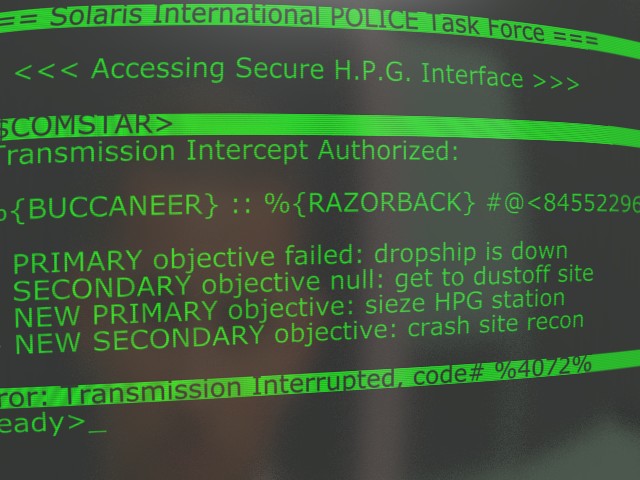 == Solaris International POLICE Task Force ===
<<< Accessing Secure H.P.G. Interface >>>
$COMSTAR>
Transmission Intercept Authorized:
%{BUCCANEER} :: %{RAZORBACK} #@<84552296
PRIMARY objective failed: dropship is down
SECONDARY objective null: get to dustoff site
NEW PRIMARY objective: sieze HPG station
NEW SECONDARY objective: crash site recon
ror: Transmission Interrupted, code# %4072%
eady>_